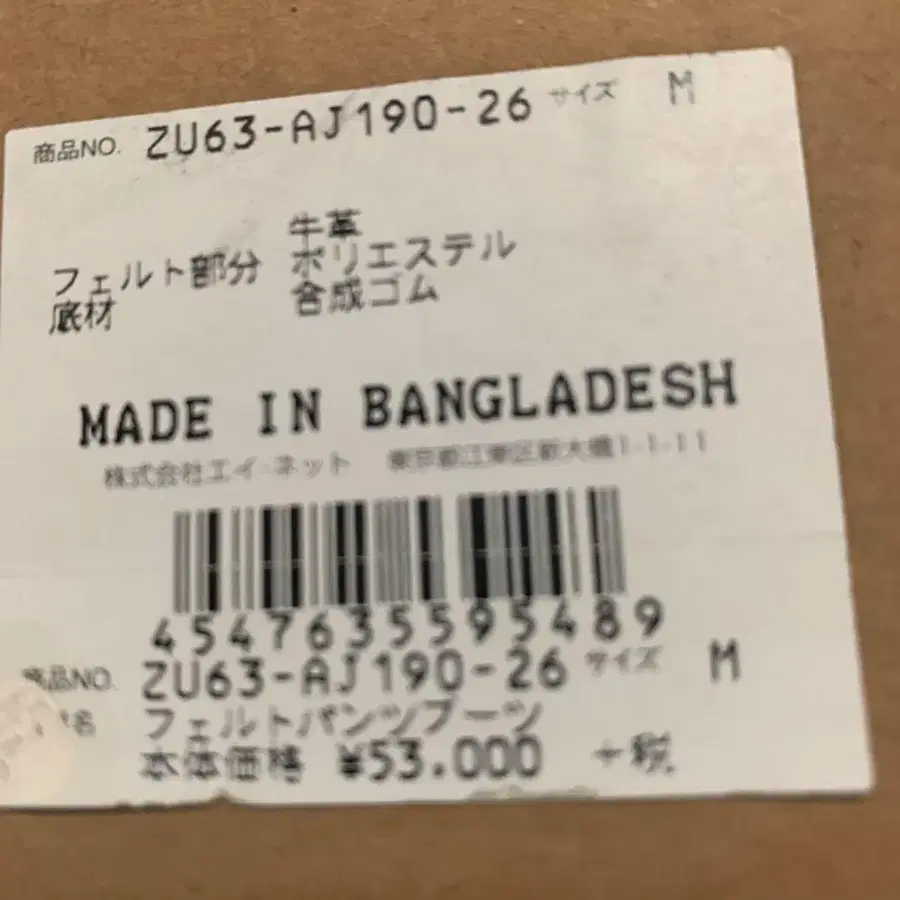 商品NO. ZU63-AJ190-26 サイズ M
牛革
フェルト部分 ポリエステル
底材 合成ゴム
MADE IN BANGLADESH
株式会社エイ・ネット 東京都江東区新大橋1-1-11
4547635595489
商品NO. ZU63-AJ190-26 サイズ M
名 フェルトパンツブーツ
本体価格 ¥53.000 +税